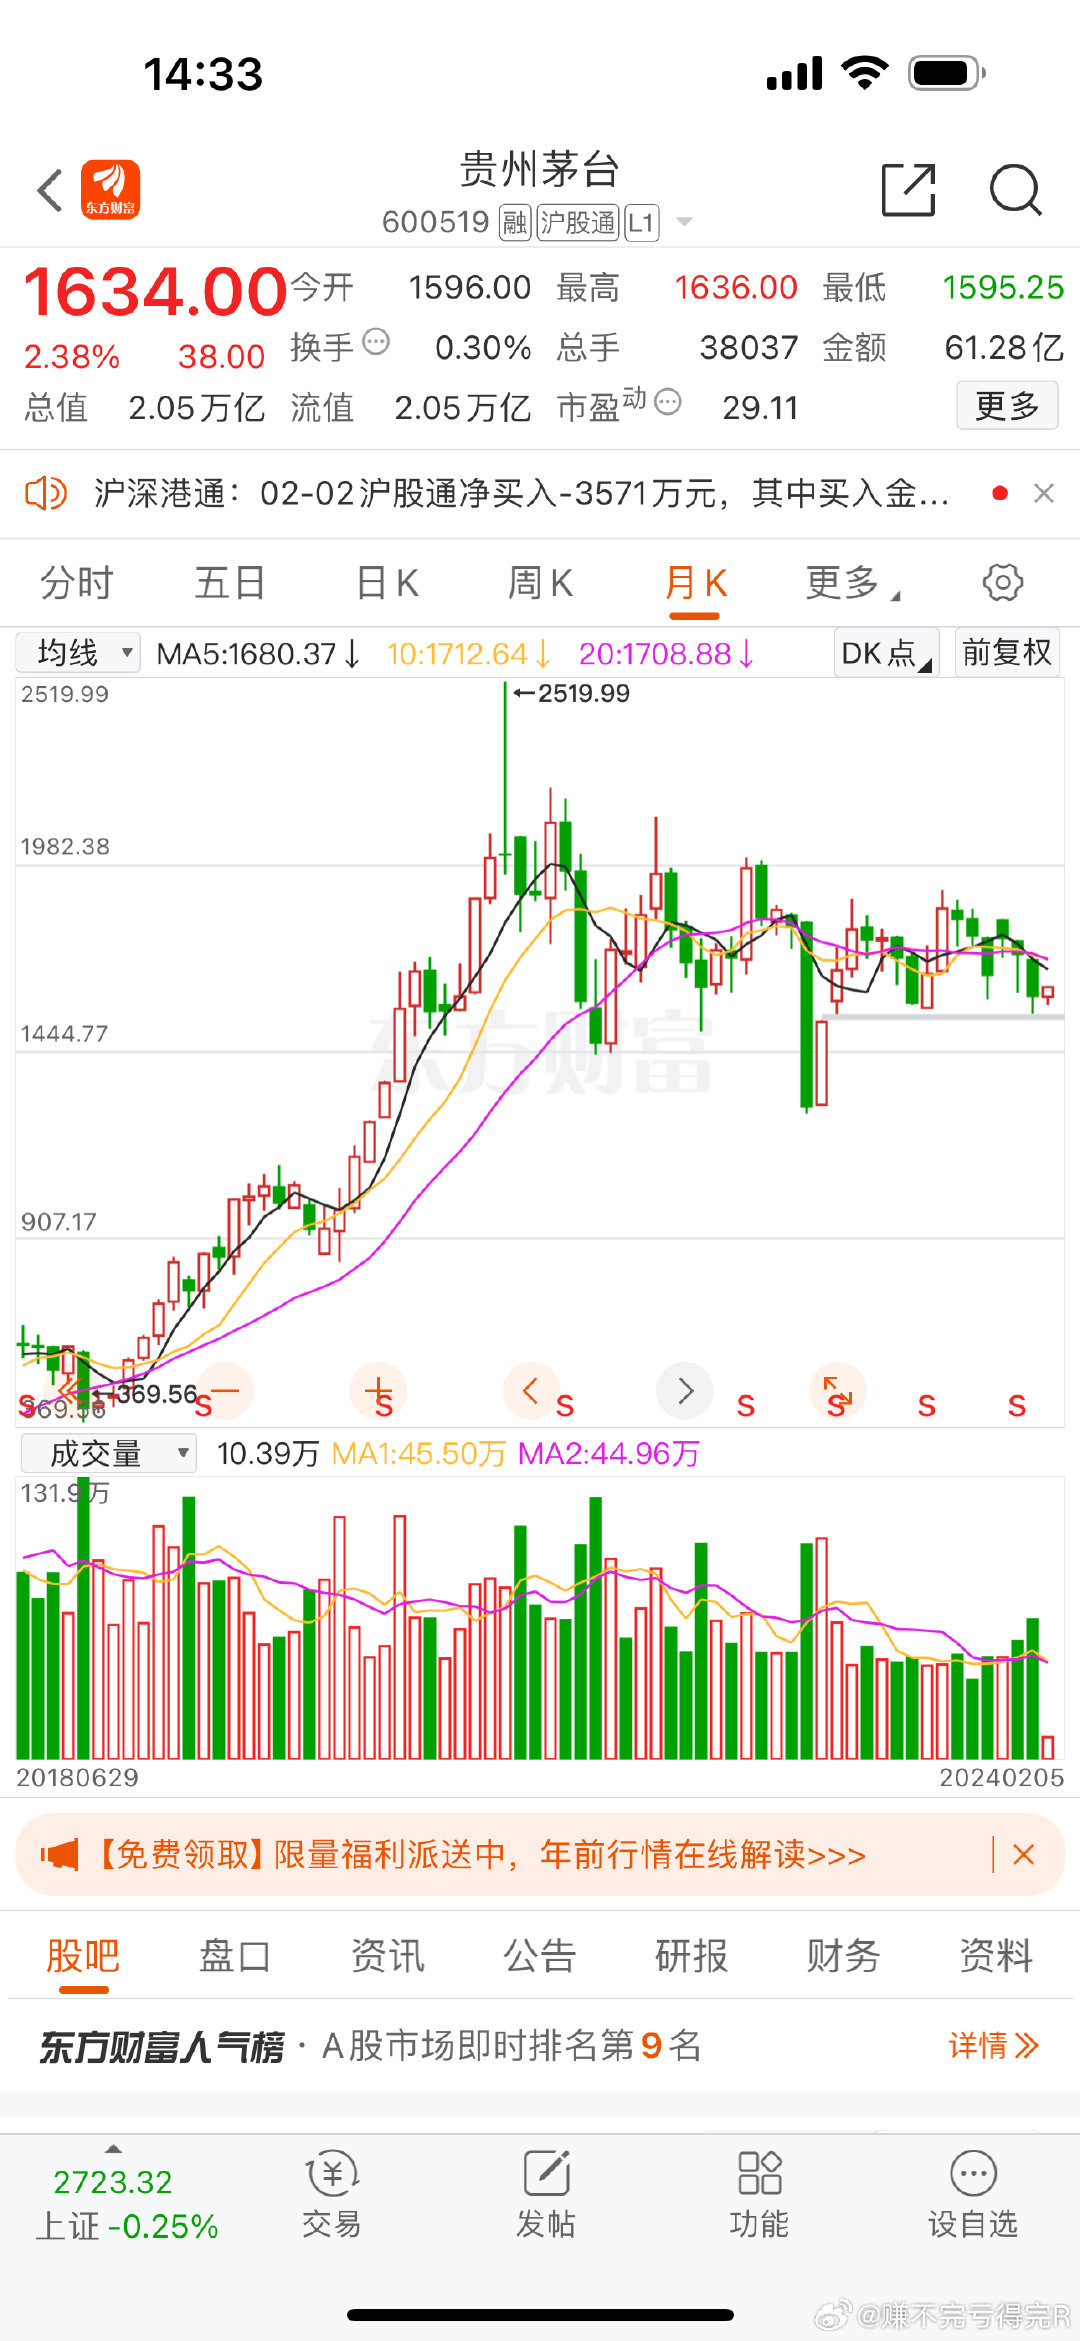 14:33
贵州茅台
东方财富
600519 融 沪股通 L1
1634.00 今开 1596.00 最高 1636.00 最低 1595.25
2.38% 38.00 换手 0.30% 总手 38037 金额 61.28亿
总值 2.05万亿 流值 2.05万亿 市盈动 29.11 更多
沪深港通：02-02沪股通净买入-3571万元，其中买入金...
分时 五日 日K 周K 月K 更多
均线 MA5:1680.37↓ 10:1712.64↓ 20:1708.88↓ DK点 前复权
2519.99 ←2519.99
1982.38
东方财富
1444.77
907.17
←369.56
369.56 S S S S S S S S
成交量 10.39万 MA1:45.50万 MA2:44.96万
131.9万
20180629 20240205
【免费领取】限量福利派送中，年前行情在线解读>>>
股吧 盘口 资讯 公告 研报 财务 资料
东方财富人气榜 · A股市场即时排名第9名 详情
2723.32
上证 -0.25% 交易 发帖 功能 设自选
@赚不完亏得完R